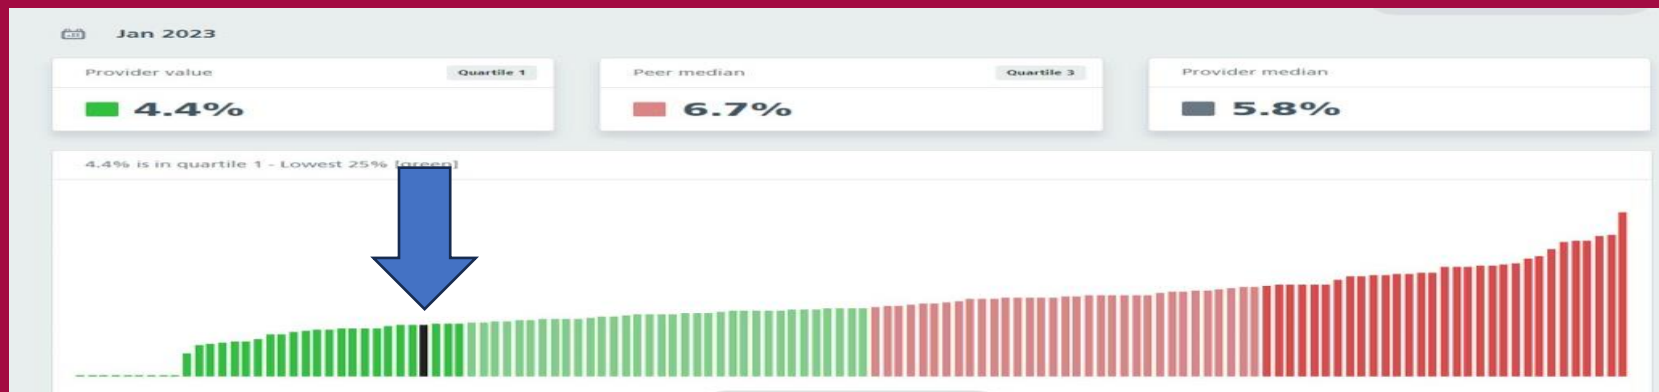 Jan 2023
Provider value
Quartile 1
4.4%
Peer median
Quartile 3
6.7%
Provider median
5.8%
4.4% is in quartile 1 - Lowest 25% [green]